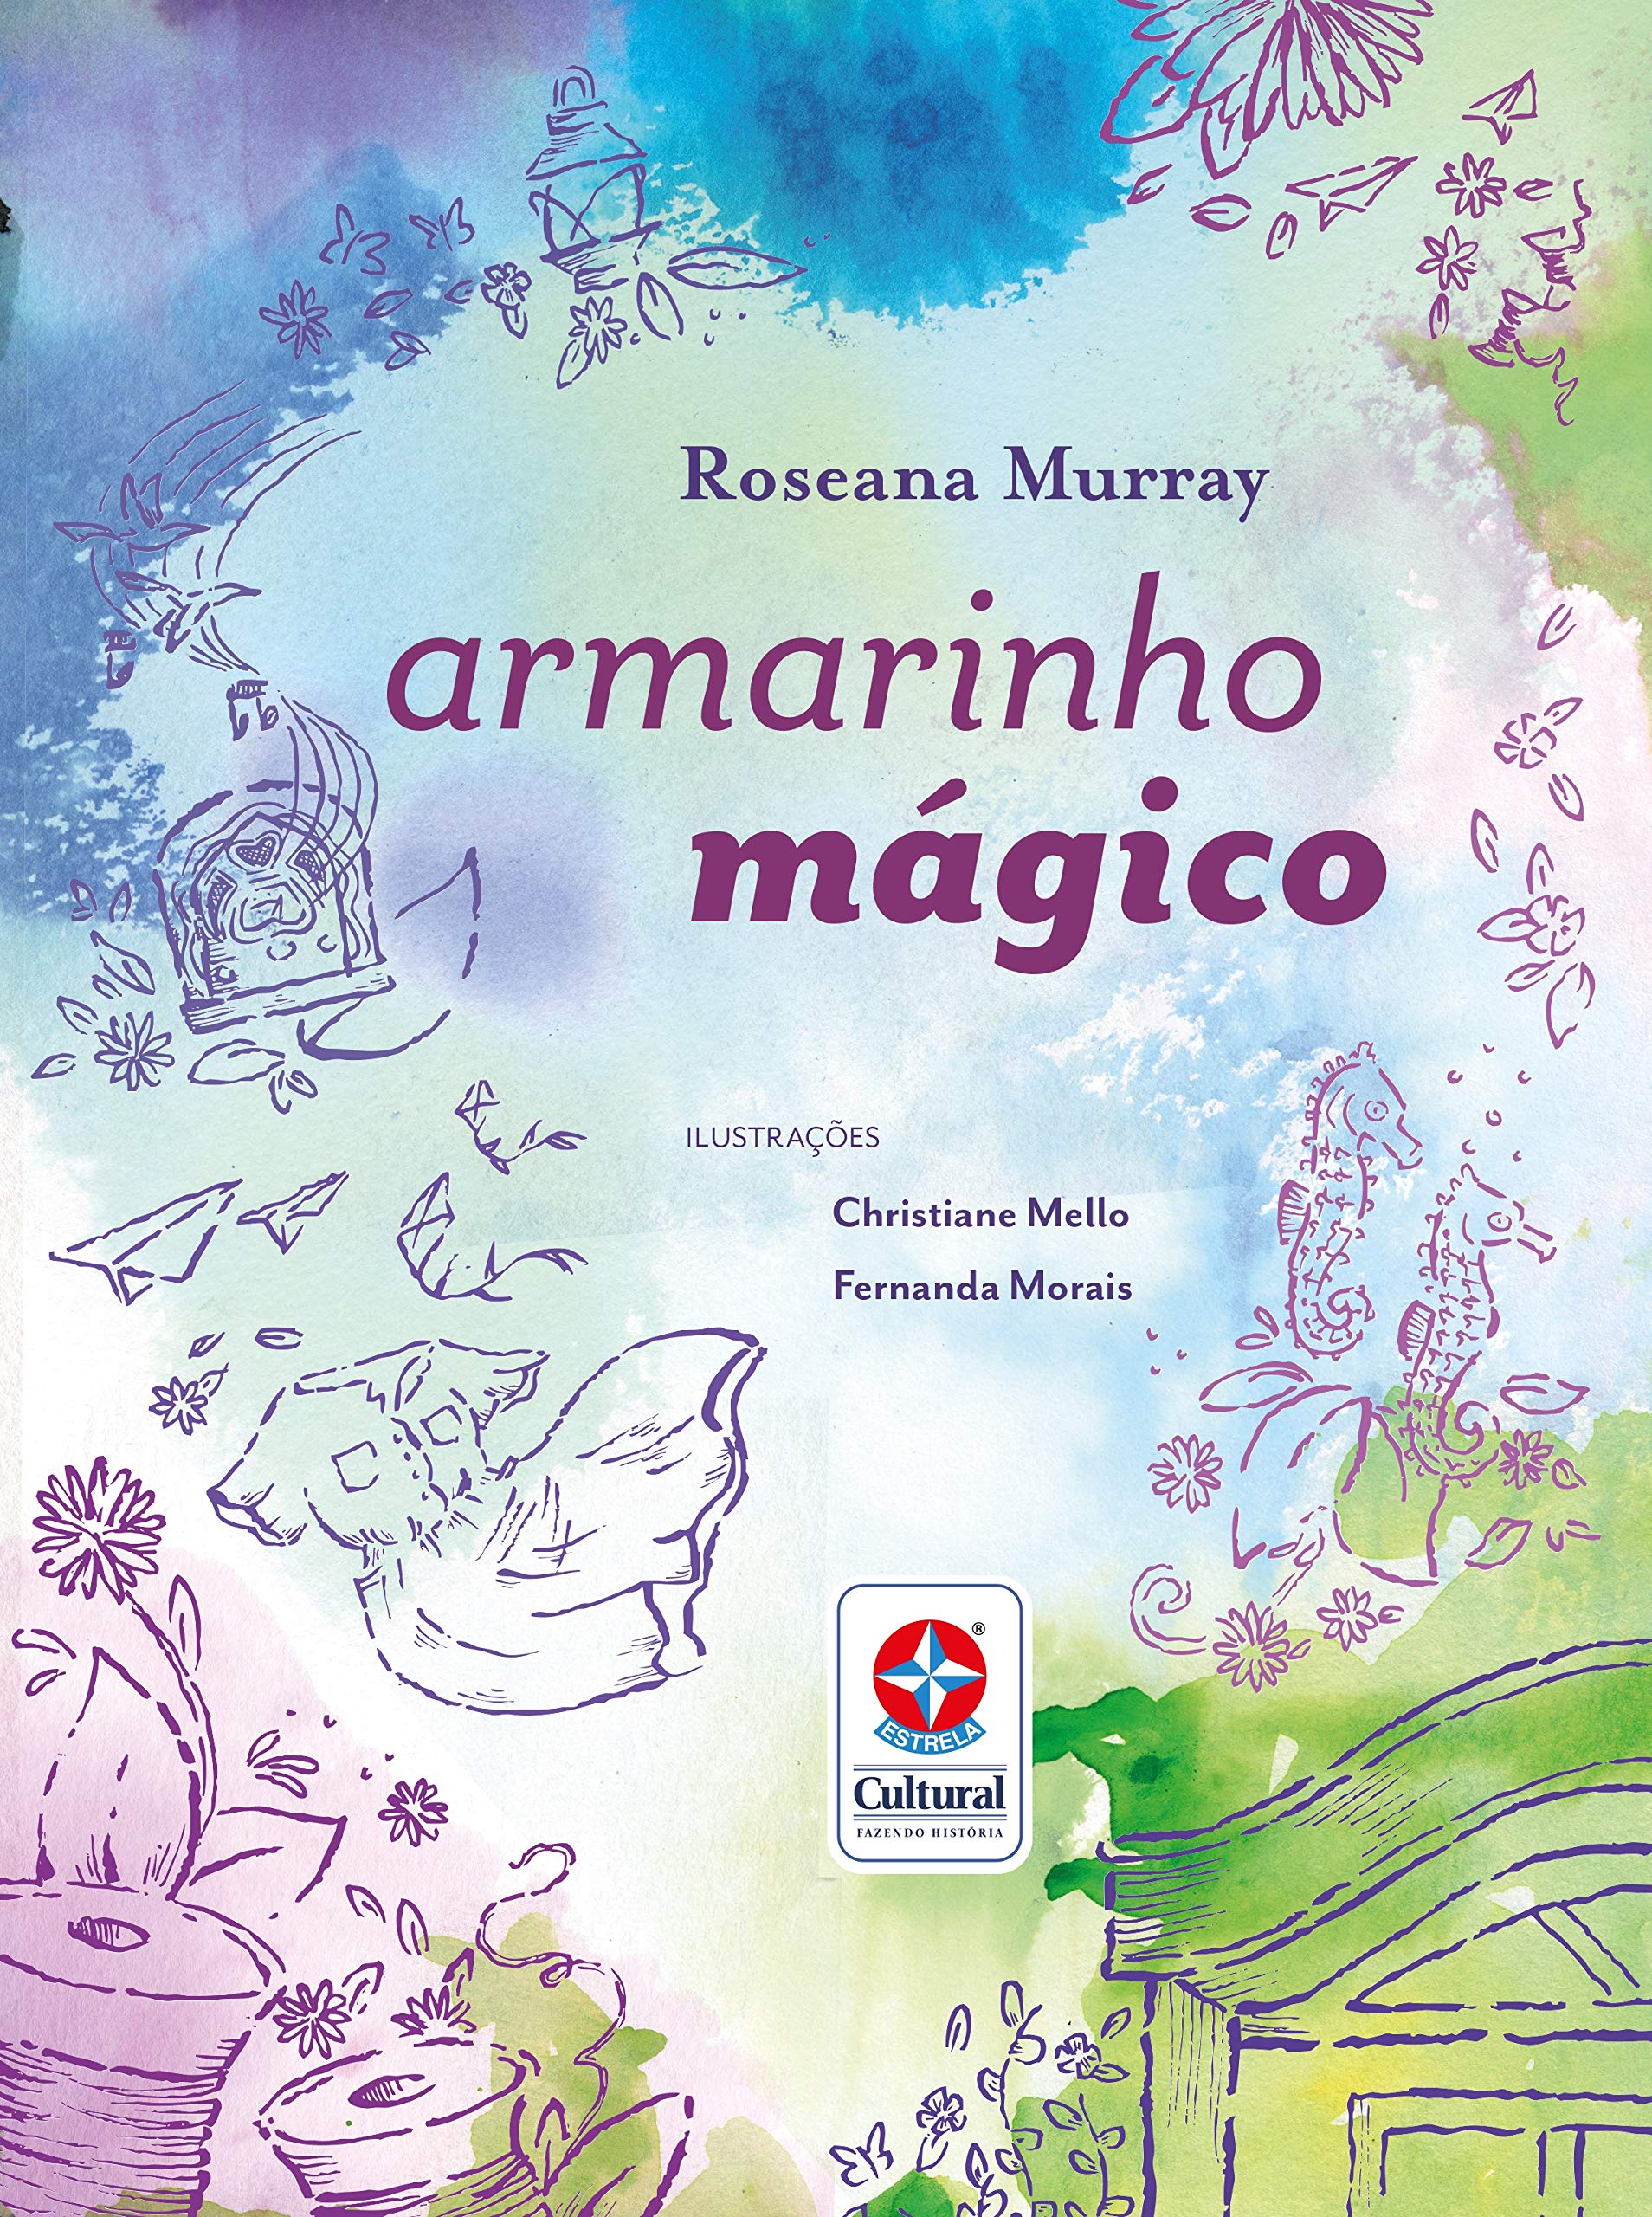 Roseana Murray
armarinho
mágico
ILUSTRAÇÕES
Christiane Mello
Fernanda Morais
®
ESTRELA
Cultural
FAZENDO HISTÓRIA